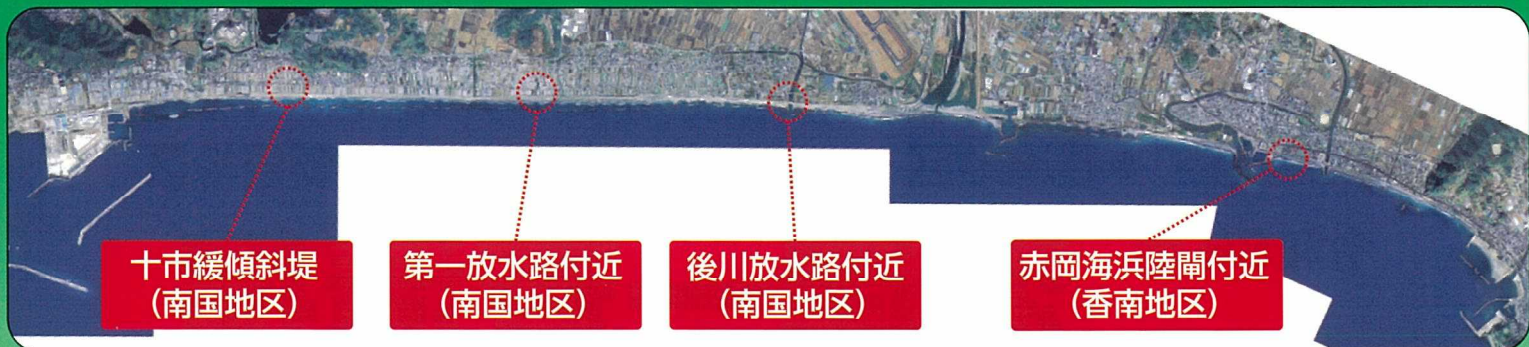 十市緩傾斜堤
(南国地区)
第一放水路付近
(南国地区)
後川放水路付近
(南国地区)
赤岡海浜陸閘付近
(香南地区)